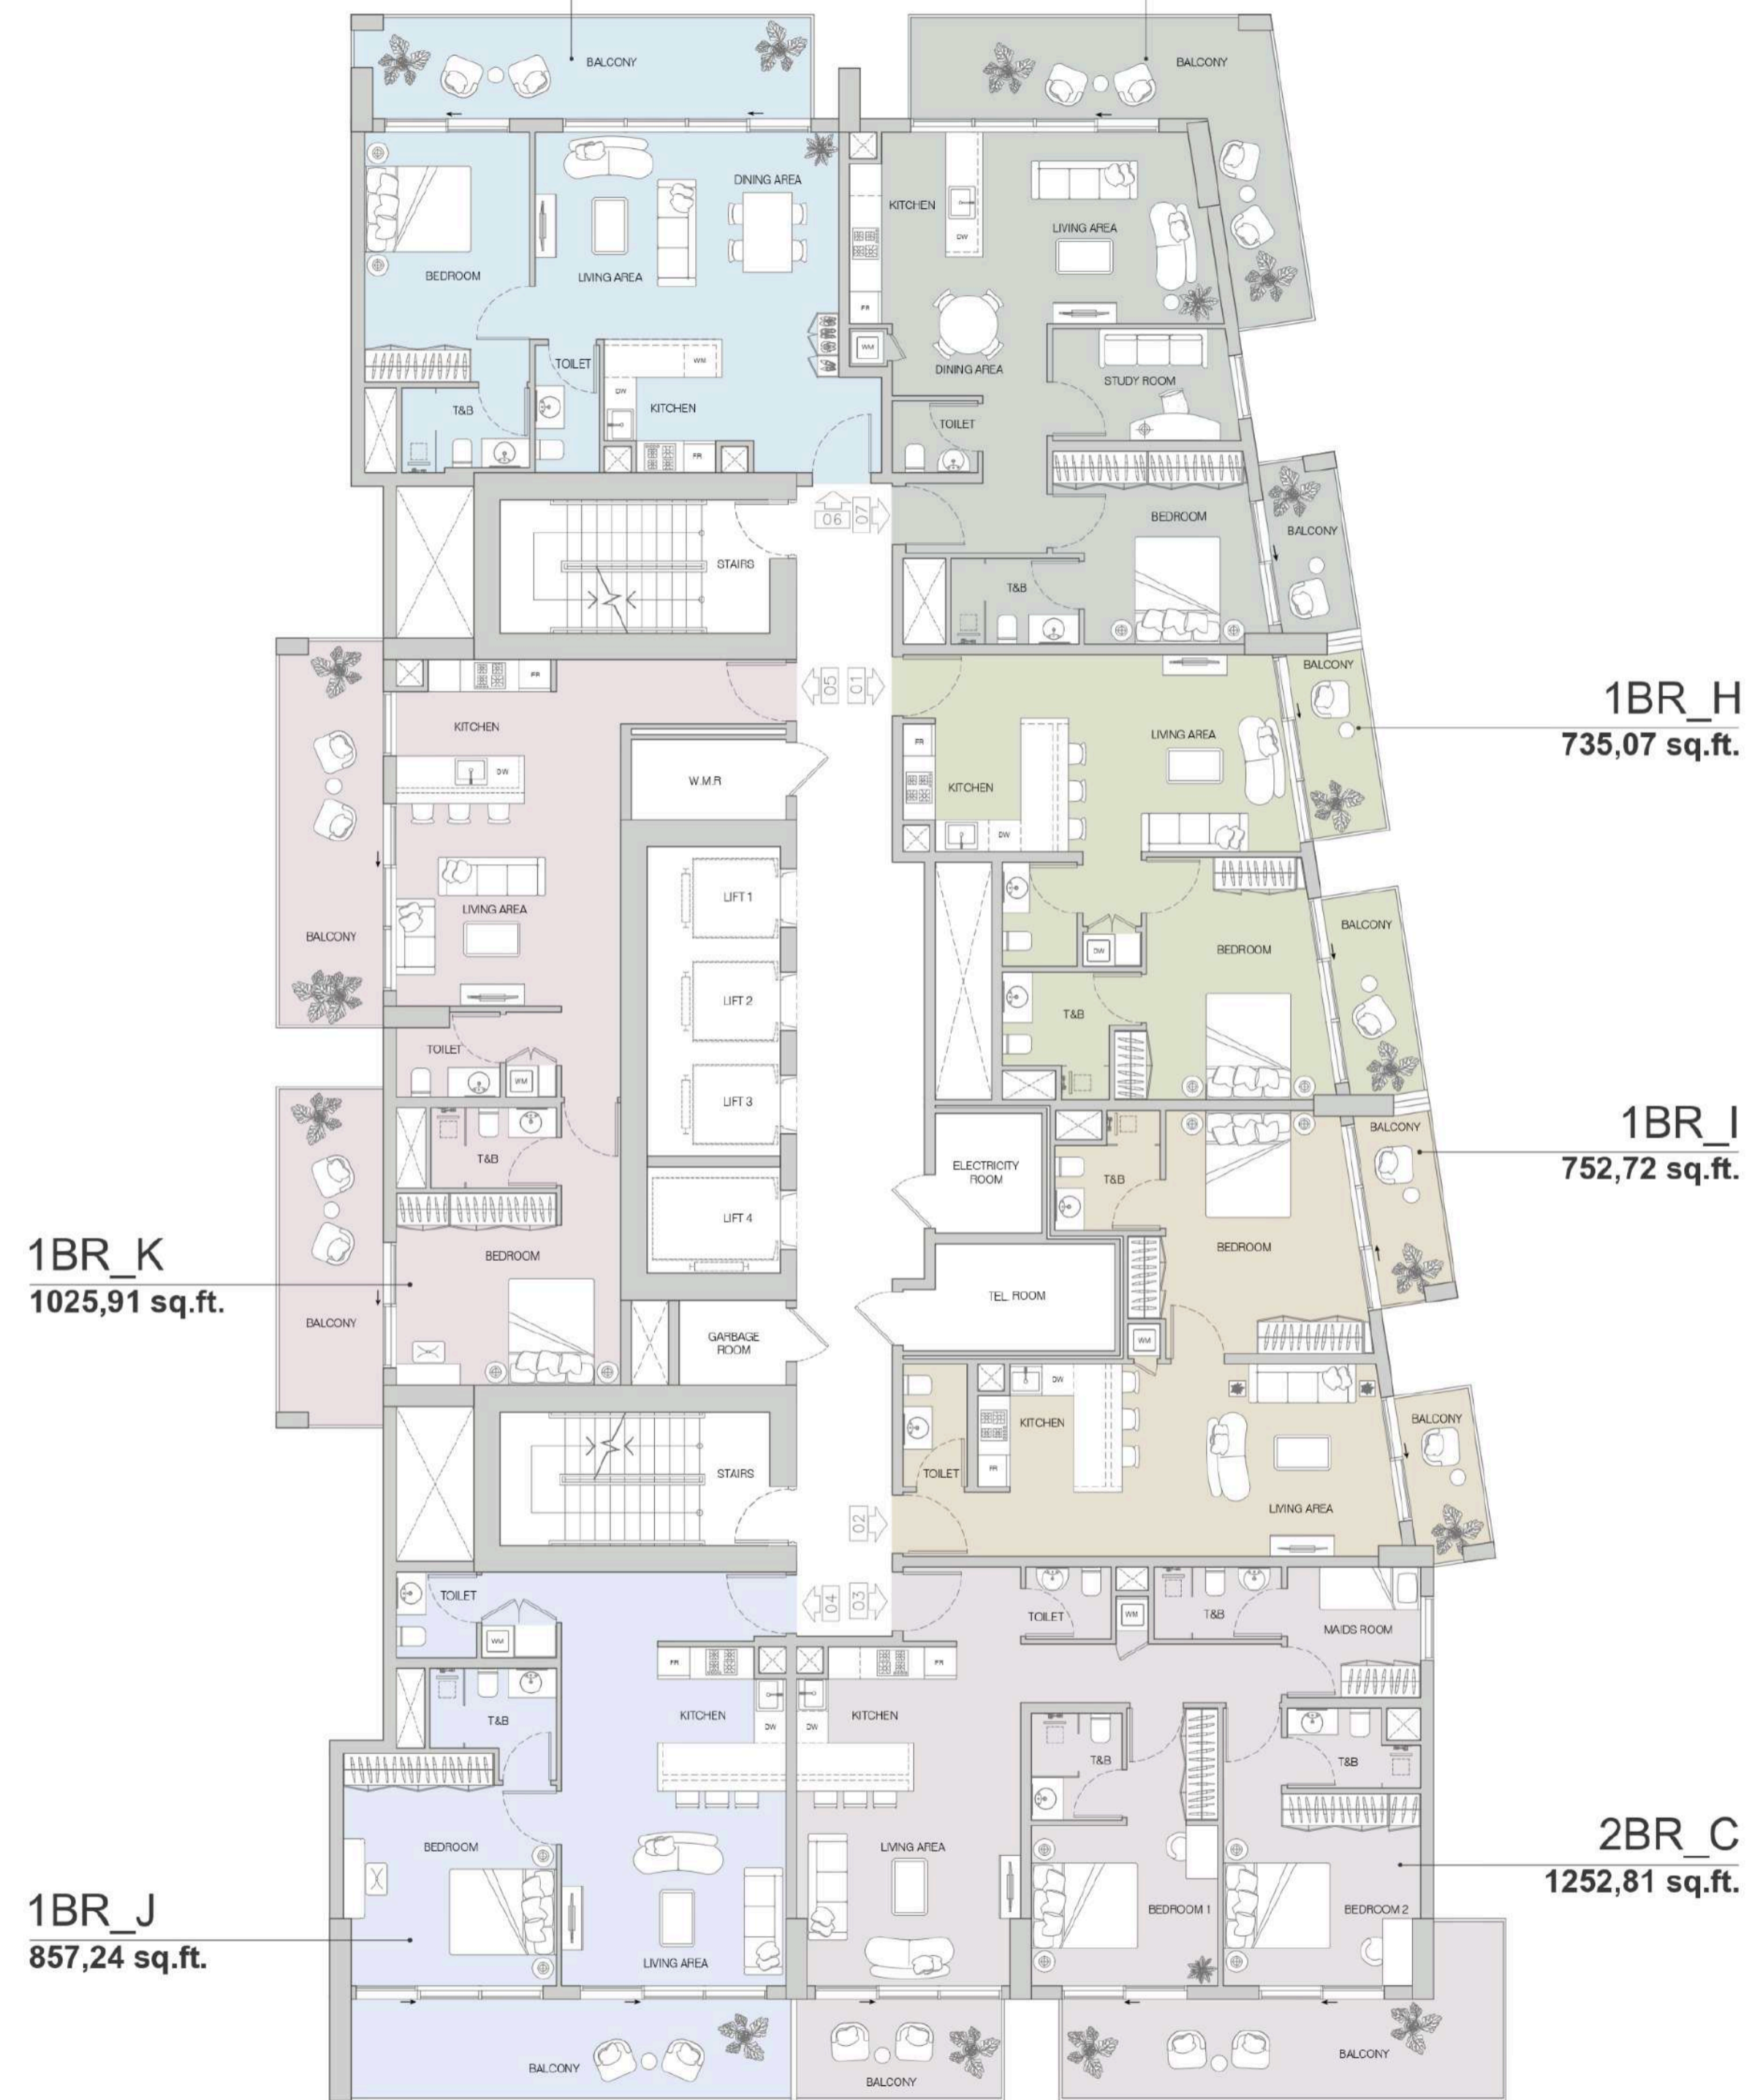 BALCONY
BALCONY
DINING AREA
KITCHEN
DW
LIVING AREA
BEDROOM
LIVING AREA
FR
WM
TOILET
WM
DINING AREA
STUDY ROOM
DW
T&B
KITCHEN
TOILET
FR
BEDROOM
06
07
BALCONY
STAIRS
T&B
BALCONY
FR
05
01
1BR_H
735,07 sq.ft.
KITCHEN
LIVING AREA
FR
DW
W.M.R
KITCHEN
DW
LIFT 1
LIVING AREA
BALCONY
BALCONY
DW
BEDROOM
LIFT 2
T&B
TOILET
WM
LIFT 3
1BR_I
752,72 sq.ft.
BALCONY
T&B
ELECTRICITY
ROOM
T&B
LIFT 4
1BR_K
1025,91 sq.ft.
BEDROOM
BEDROOM
TEL. ROOM
BALCONY
GARBAGE
ROOM
WM
DW
KITCHEN
BALCONY
FR
TOILET
STAIRS
LIVING AREA
02
TOILET
04
03
TOILET
WM
T&B
MAIDS ROOM
WM
FR
FR
T&B
KITCHEN
DW
DW
KITCHEN
T&B
T&B
BEDROOM
LIVING AREA
2BR_C
1252,81 sq.ft.
1BR_J
857,24 sq.ft.
BEDROOM 1
BEDROOM 2
LIVING AREA
BALCONY
BALCONY
BALCONY